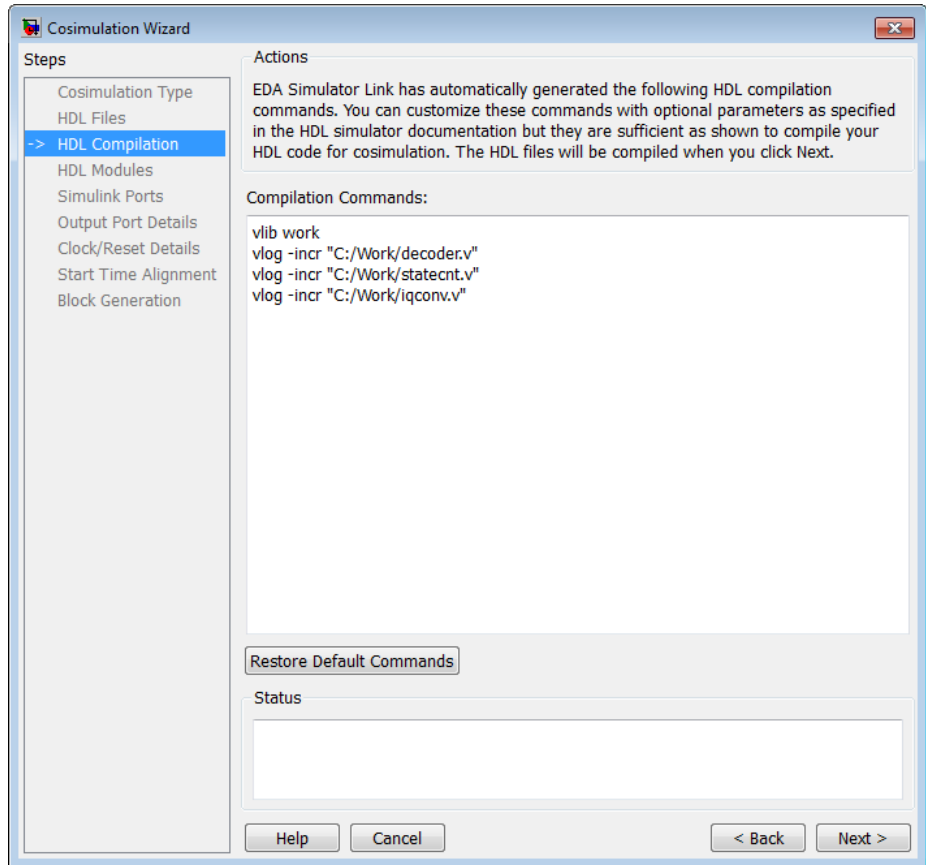 Cosimulation Wizard
Steps
Cosimulation Type
HDL Files
-> HDL Compilation
HDL Modules
Simulink Ports
Output Port Details
Clock/Reset Details
Start Time Alignment
Block Generation
Actions
EDA Simulator Link has automatically generated the following HDL compilation
commands. You can customize these commands with optional parameters as specified
in the HDL simulator documentation but they are sufficient as shown to compile your
HDL code for cosimulation. The HDL files will be compiled when you click Next.
Compilation Commands:
vlib work
vlog -incr "C:/Work/decoder.v"
vlog -incr "C:/Work/statecnt.v"
vlog -incr "C:/Work/iqconv.v"
Restore Default Commands
Status
Help
Cancel
< Back
Next >